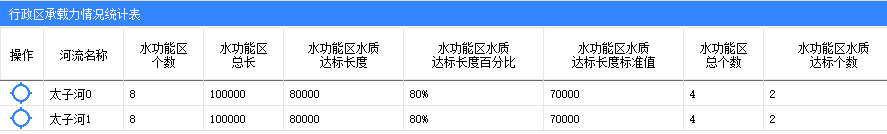 行政区承载力情况统计表
操作 河流名称 水功能区个数 水功能区总长 水功能区水质达标长度 水功能区水质达标长度百分比 水功能区水质达标长度标准值 水功能区总个数 水功能区水质达标个数
太子河0 8 100000 80000 80% 70000 4 2
太子河1 8 100000 80000 80% 70000 4 2